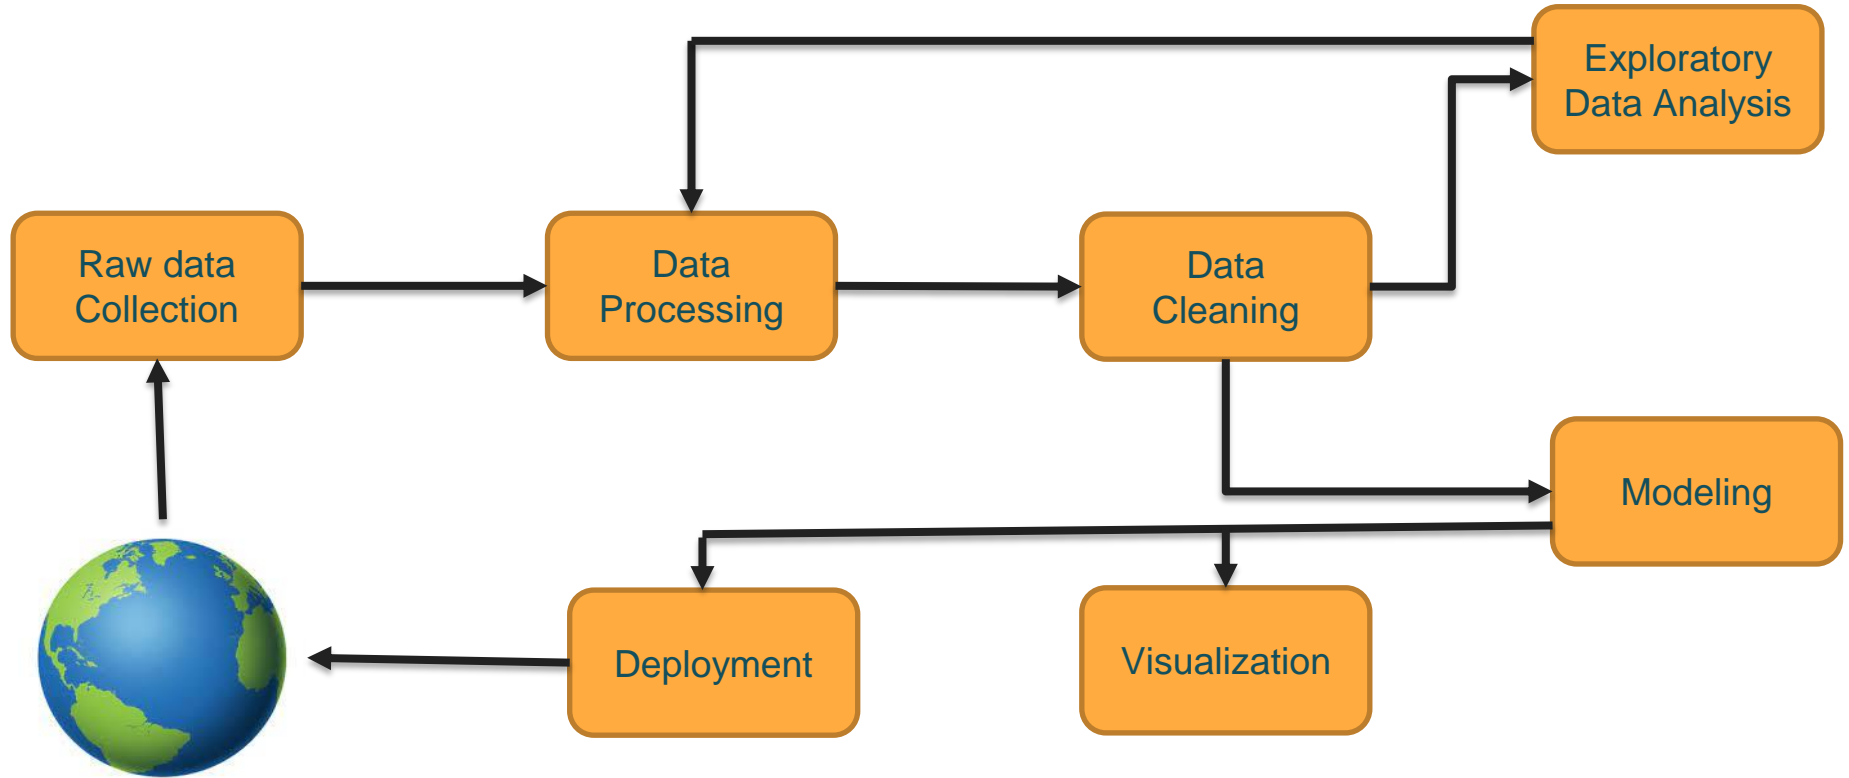 Exploratory
Data Analysis
Raw data
Collection
Data
Processing
Data
Cleaning
Modeling
Deployment
Visualization